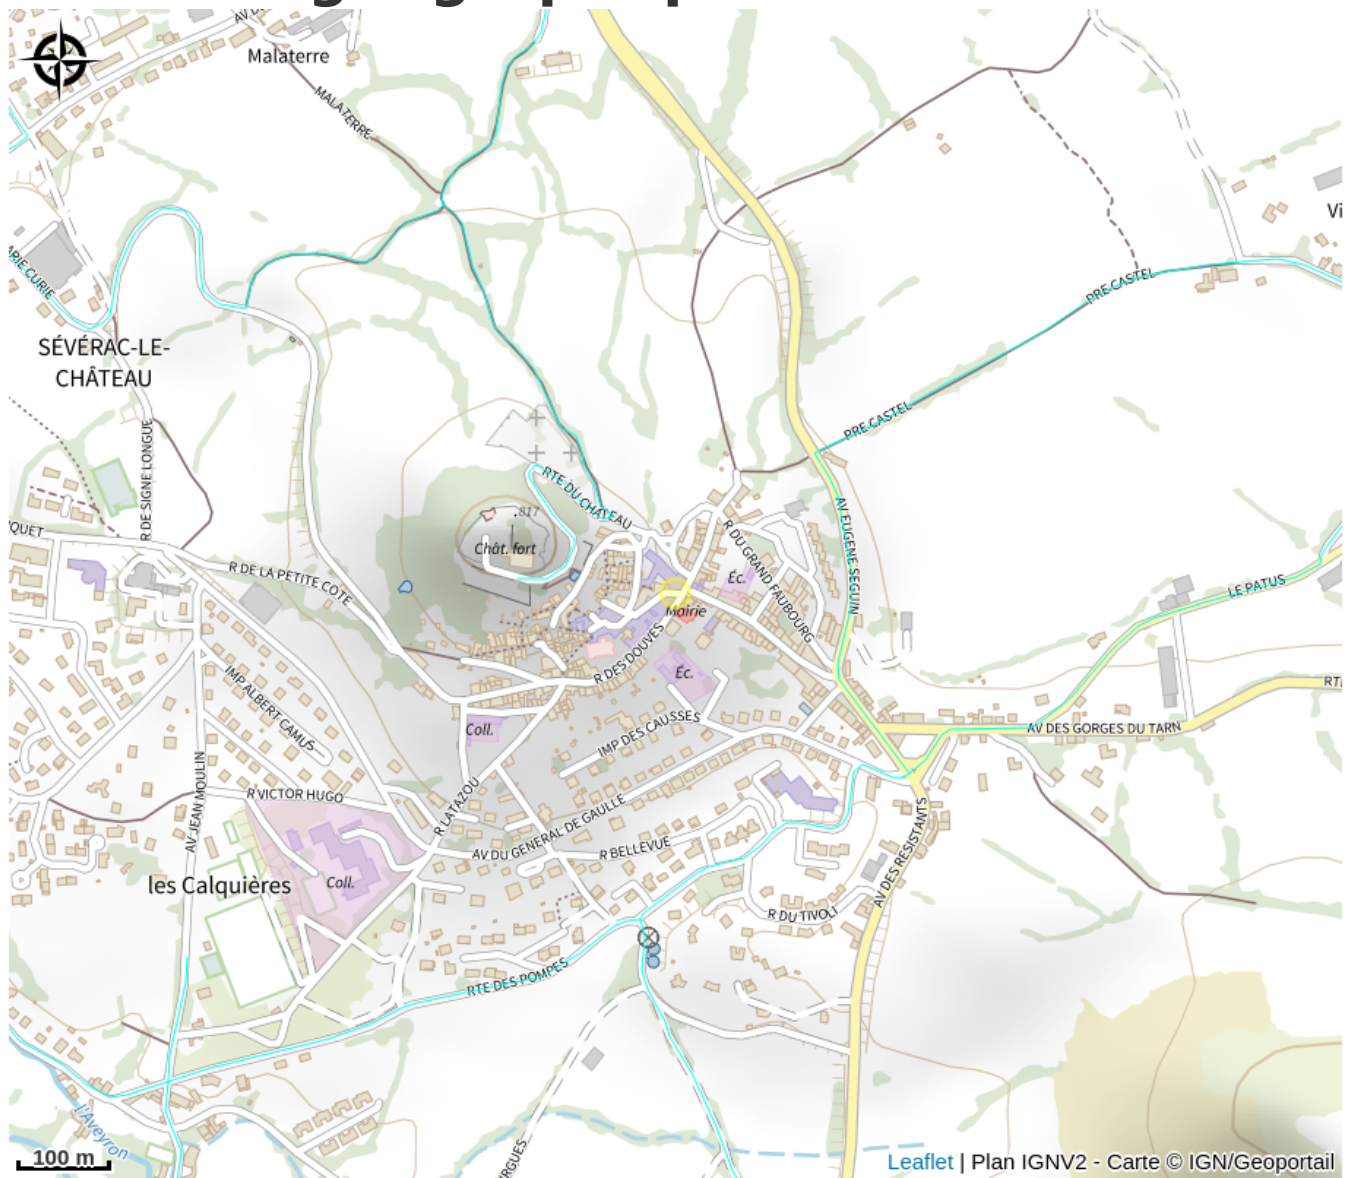 Malaterre
MALATERRE
SÉVÉRAC-LE-
CHÂTEAU
R DE SIGNE LONGUE
PRE CASTEL
PRE CASTEL
RTE DU CHATEAU
817
Chât. fort
AV EUGENE SEGUIN
R DU GRAND FAUBOURG
Éc.
Mairie
R DE LA PETITE COTE
LE PATUS
R DES DOUVES
Éc.
IMP ALBERT CAMUS
Coll.
IMP DES CAUSSES
AV DES GORGES DU TARN
AV JEAN MOULIN
R VICTOR HUGO
R LATAZOU
AV DU GENERAL DE GAULLE
R BELLEVUE
AV DES RESISTANTS
les Calquières
Coll.
R DU TIVOLI
RTE DES POMPES
l'Aveyron
100 m
Leaflet | Plan IGNV2 - Carte © IGN/Geoportail